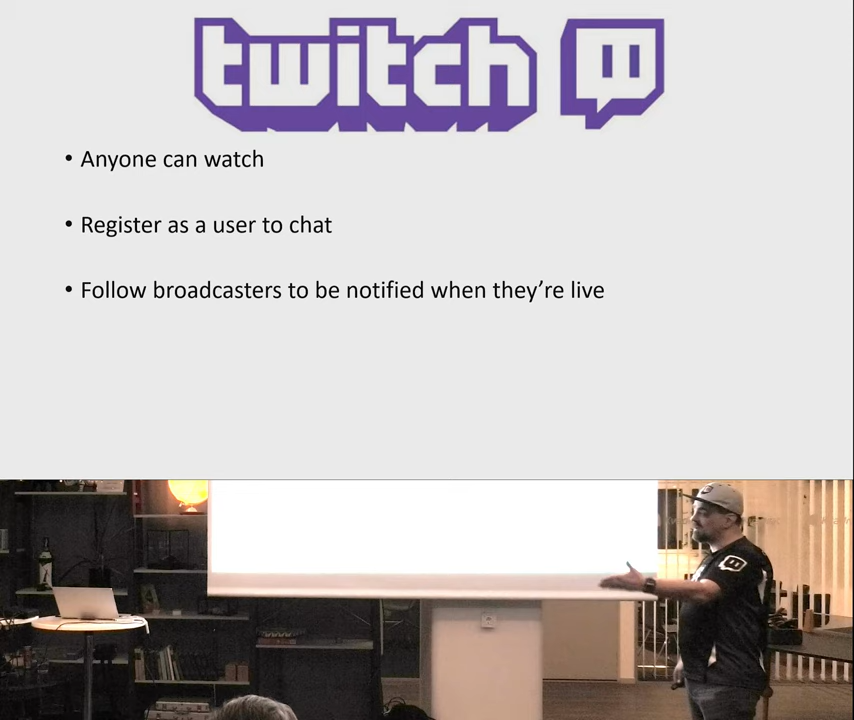 twitch
• Anyone can watch
• Register as a user to chat
• Follow broadcasters to be notified when they're live